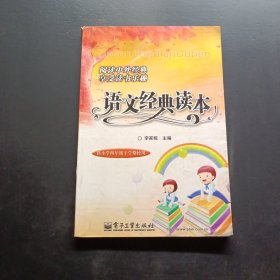 阅读中外经典
享受读书乐趣
语文经典读本
李家栋 主编
供小学四年级下学期使用
电子工业出版社